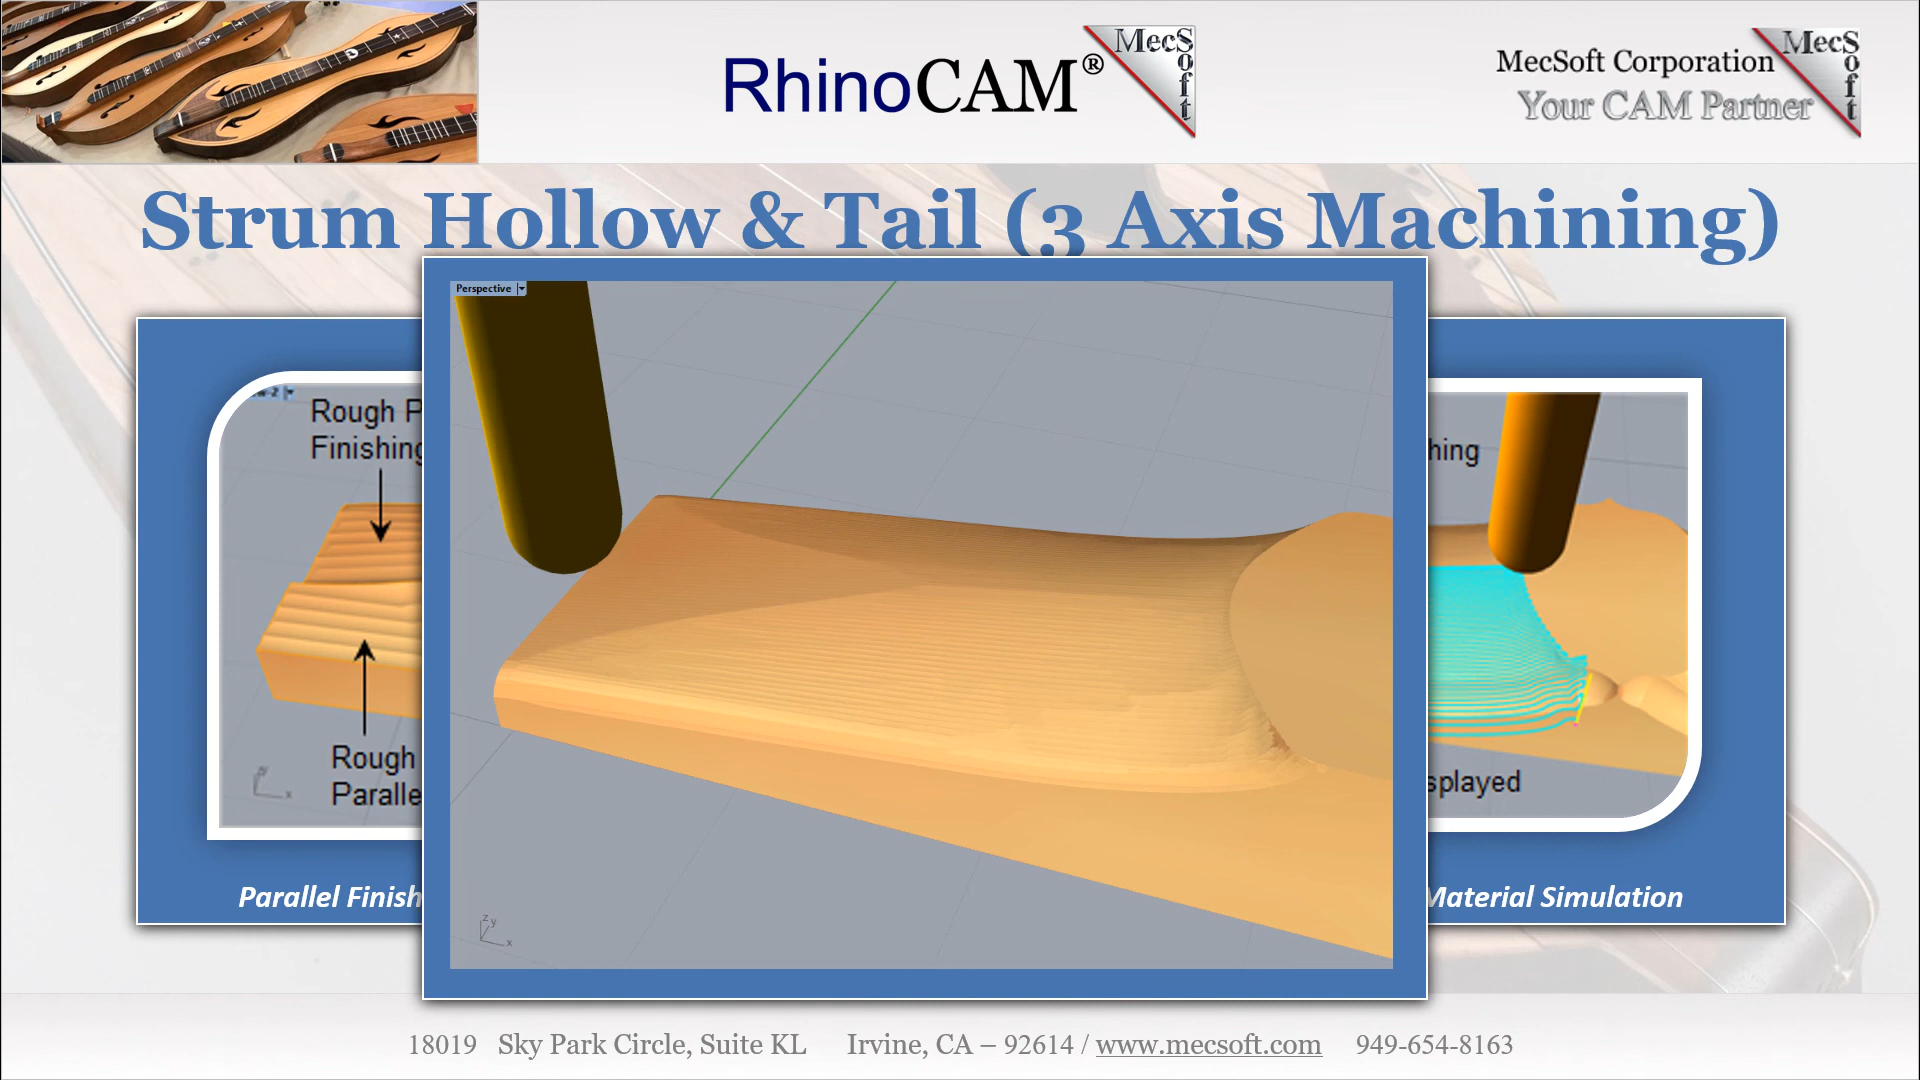 RhinoCAM®
MecSoft
MecSoft Corporation
Your CAM Partner
MecSoft
Strum Hollow & Tail (3 Axis Machining)
Perspective
Rough P
Finishing
hing
Rough
Paralle
splayed
Parallel Finish
Material Simulation
z y
x
x
18019 Sky Park Circle, Suite KL Irvine, CA – 92614 / www.mecsoft.com 949-654-8163